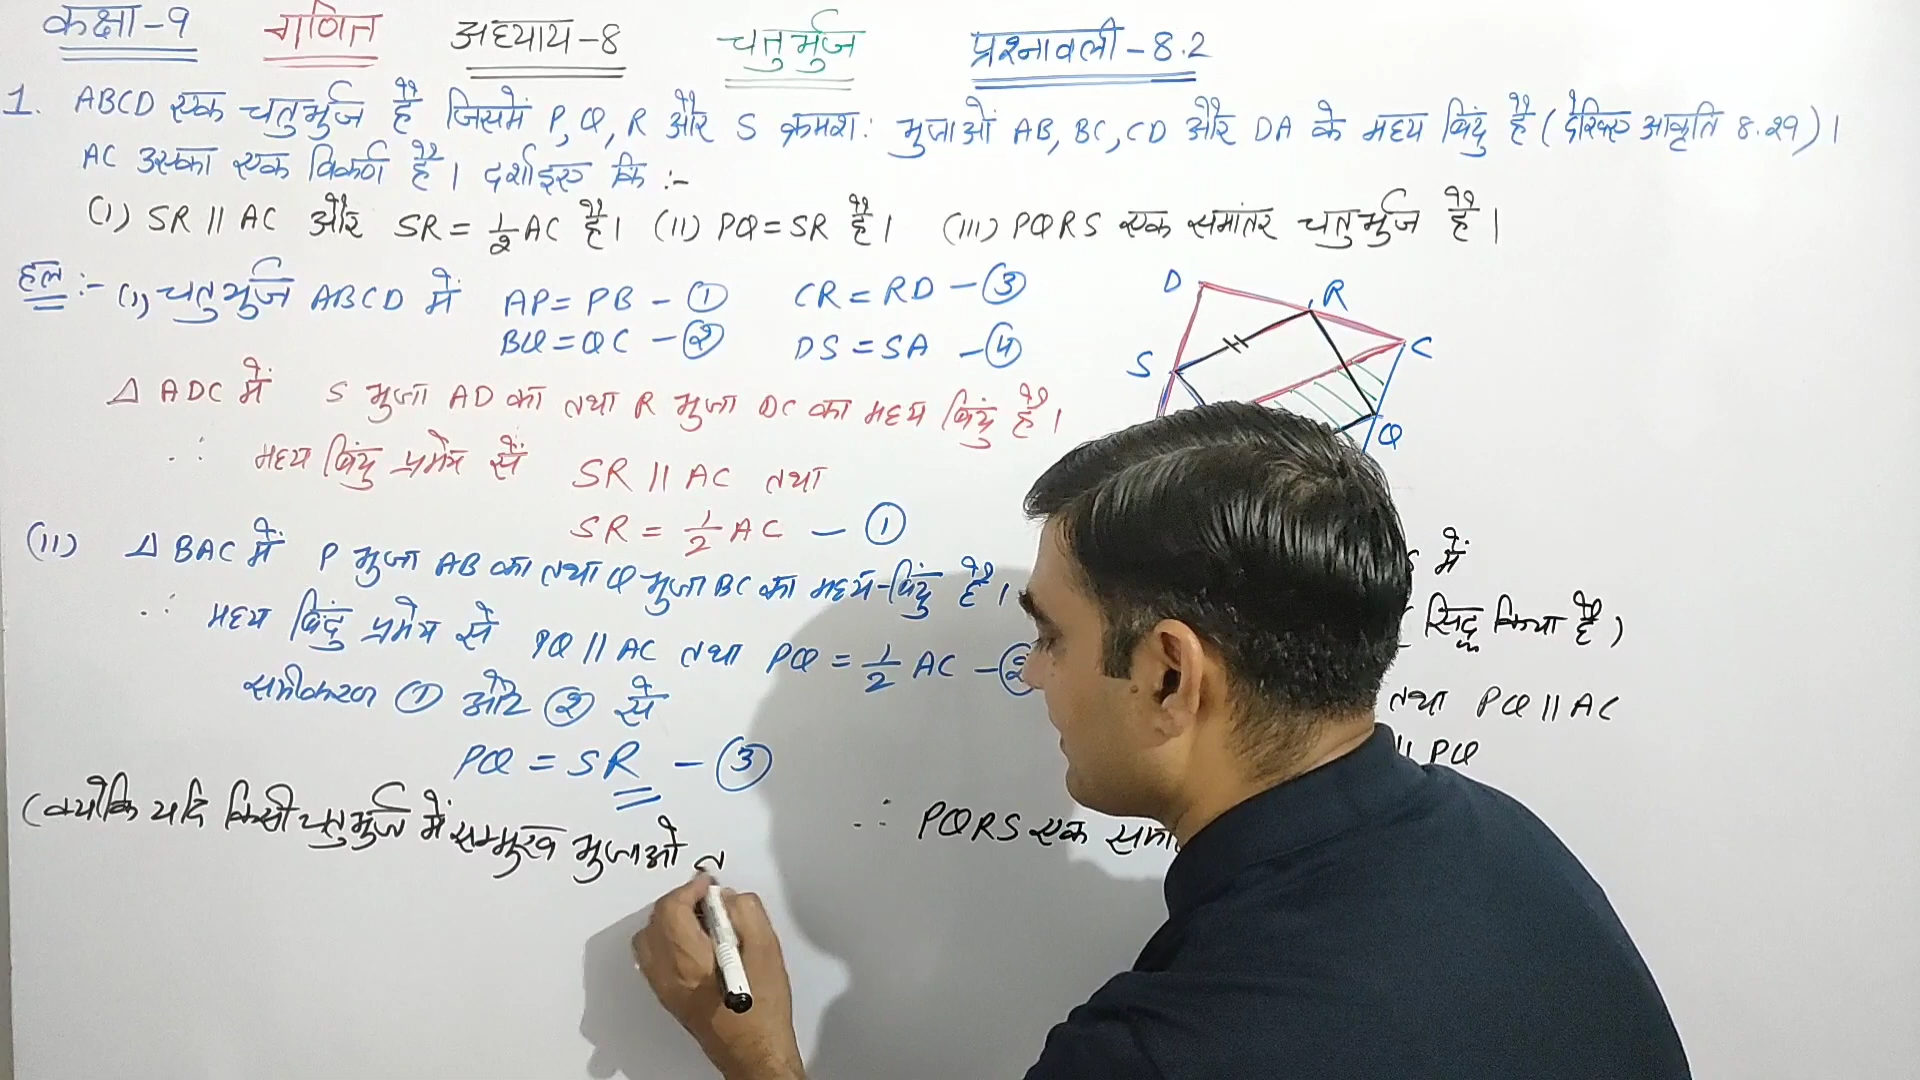 कक्षा-9 गणित अध्याय-8 चतुर्भुज प्रश्नावली-8.2
1. ABCD एक चतुर्भुज है जिसमें P, Q, R और S क्रमश: भुजाओं AB, BC, CD और DA के मध्य बिंदु है (देखिए आकृति 8.29)।
AC उसका एक विकर्ण है। दर्शाइए कि :-
(i) SR || AC और SR = 1/2 AC है। (ii) PQ = SR है। (iii) PQRS एक समांतर चतुर्भुज है।
हल :- (i) चतुर्भुज ABCD में AP = PB - ① CR = RD - ③
BQ = QC - ② DS = SA - ④
Δ ADC में S भुजा AD का तथा R भुजा DC का मध्य बिंदु है।
∴ मध्य बिंदु प्रमेय से SR || AC तथा
SR = 1/2 AC - ①
(ii) Δ BAC में P भुजा AB का तथा Q भुजा BC का मध्य-बिंदु है।
∴ मध्य बिंदु प्रमेय से PQ || AC तथा PQ = 1/2 AC - ②
समीकरण ① और ② से
PQ = SR - ③
(क्योंकि यदि किसी चतुर्भुज में सम्मुख भुजाओं
D R
S C
Q
में
सिद्ध किया है)
तथा PQ || AC
|| PQ
∴ PQRS एक